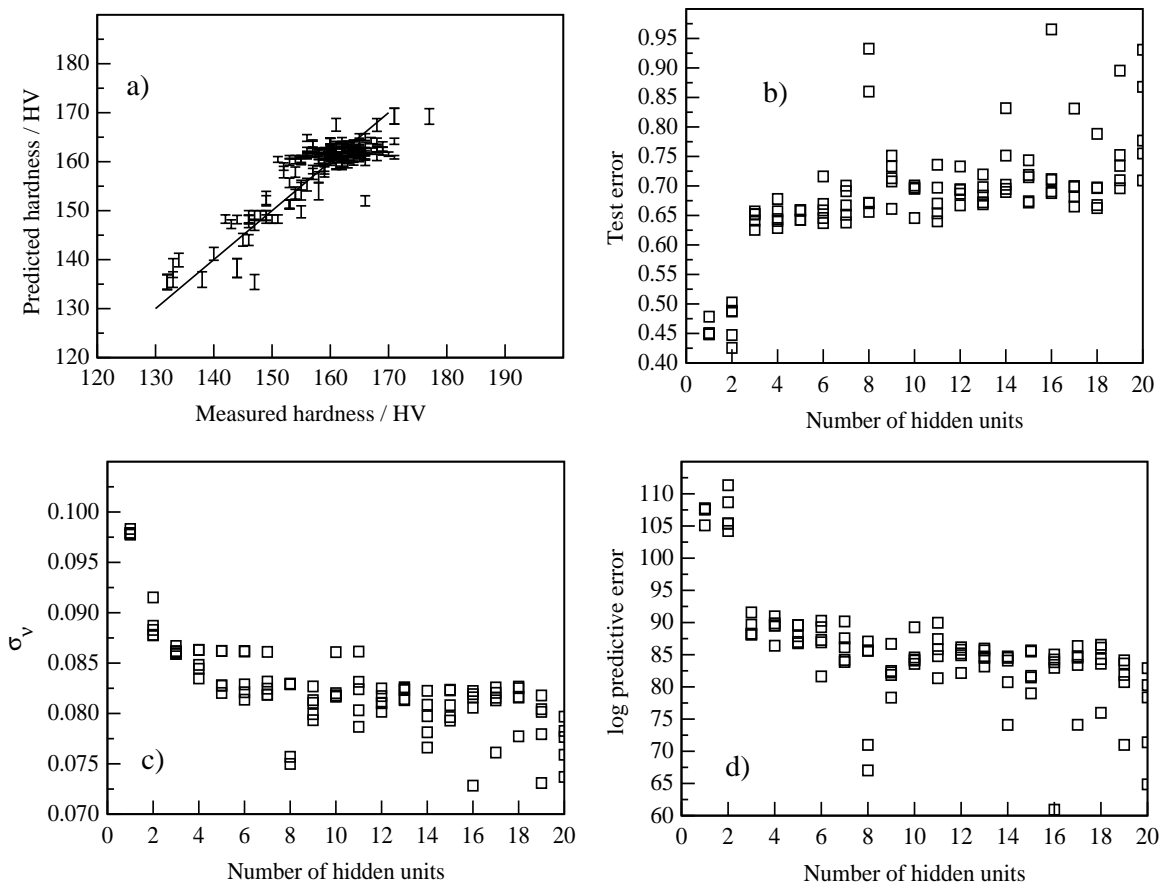 180
170
160
150
140
130
120
120 130 140 150 160 170 180 190
Predicted hardness / HV
Measured hardness / HV
a)
0.95
0.90
0.85
0.80
0.75
0.70
0.65
0.60
0.55
0.50
0.45
0.40
0 2 4 6 8 10 12 14 16 18 20
Test error
Number of hidden units
b)
0.100
0.095
0.090
0.085
0.080
0.075
0.070
0 2 4 6 8 10 12 14 16 18 20
σν
Number of hidden units
c)
110
105
100
95
90
85
80
75
70
65
60
0 2 4 6 8 10 12 14 16 18 20
log predictive error
Number of hidden units
d)